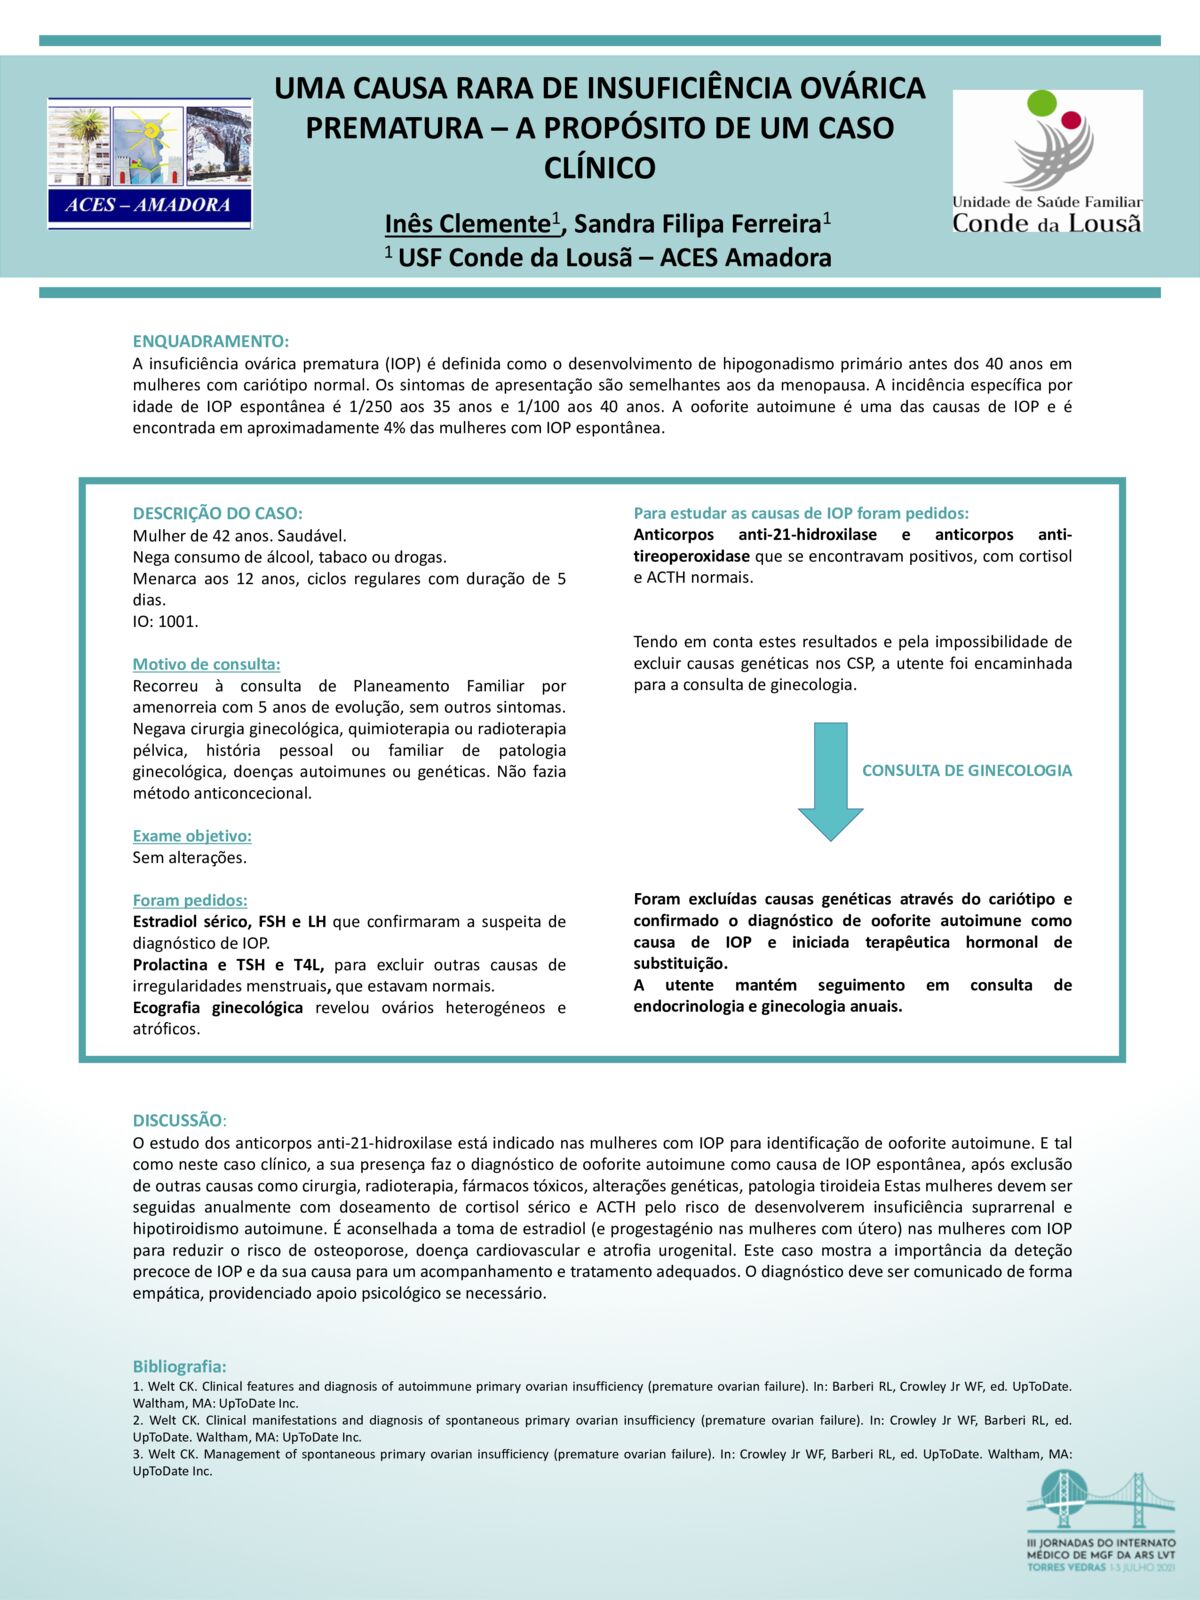 UMA CAUSA RARA DE INSUFICIÊNCIA OVÁRICA
PREMATURA – A PROPÓSITO DE UM CASO
CLÍNICO
ACES – AMADORA
Unidade de Saúde Familiar
Conde da Lousã
Inês Clemente1, Sandra Filipa Ferreira1
1 USF Conde da Lousã – ACES Amadora
ENQUADRAMENTO:
A insuficiência ovárica prematura (IOP) é definida como o desenvolvimento de hipogonadismo primário antes dos 40 anos em
mulheres com cariótipo normal. Os sintomas de apresentação são semelhantes aos da menopausa. A incidência específica por
idade de IOP espontânea é 1/250 aos 35 anos e 1/100 aos 40 anos. A ooforite autoimune é uma das causas de IOP e é
encontrada em aproximadamente 4% das mulheres com IOP espontânea.
DESCRIÇÃO DO CASO:
Mulher de 42 anos. Saudável.
Nega consumo de álcool, tabaco ou drogas.
Menarca aos 12 anos, ciclos regulares com duração de 5
dias.
IO: 1001.
Motivo de consulta:
Recorreu à consulta de Planeamento Familiar por
amenorreia com 5 anos de evolução, sem outros sintomas.
Negava cirurgia ginecológica, quimioterapia ou radioterapia
pélvica, história pessoal ou familiar de patologia
ginecológica, doenças autoimunes ou genéticas. Não fazia
método anticoncecional.
Exame objetivo:
Sem alterações.
Foram pedidos:
Estradiol sérico, FSH e LH que confirmaram a suspeita de
diagnóstico de IOP.
Prolactina e TSH e T4L, para excluir outras causas de
irregularidades menstruais, que estavam normais.
Ecografia ginecológica revelou ovários heterogéneos e
atróficos.
Para estudar as causas de IOP foram pedidos:
Anticorpos anti-21-hidroxilase e anticorpos anti-
tireoperoxidase que se encontravam positivos, com cortisol
e ACTH normais.
Tendo em conta estes resultados e pela impossibilidade de
excluir causas genéticas nos CSP, a utente foi encaminhada
para a consulta de ginecologia.
CONSULTA DE GINECOLOGIA
Foram excluídas causas genéticas através do cariótipo e
confirmado o diagnóstico de ooforite autoimune como
causa de IOP e iniciada terapêutica hormonal de
substituição.
A utente mantém seguimento em consulta de
endocrinologia e ginecologia anuais.
DISCUSSÃO:
O estudo dos anticorpos anti-21-hidroxilase está indicado nas mulheres com IOP para identificação de ooforite autoimune. E tal
como neste caso clínico, a sua presença faz o diagnóstico de ooforite autoimune como causa de IOP espontânea, após exclusão
de outras causas como cirurgia, radioterapia, fármacos tóxicos, alterações genéticas, patologia tiroideia Estas mulheres devem ser
seguidas anualmente com doseamento de cortisol sérico e ACTH pelo risco de desenvolverem insuficiência suprarrenal e
hipotiroidismo autoimune. É aconselhada a toma de estradiol (e progestagénio nas mulheres com útero) nas mulheres com IOP
para reduzir o risco de osteoporose, doença cardiovascular e atrofia urogenital. Este caso mostra a importância da deteção
precoce de IOP e da sua causa para um acompanhamento e tratamento adequados. O diagnóstico deve ser comunicado de forma
empática, providenciado apoio psicológico se necessário.
Bibliografia:
1. Welt CK. Clinical features and diagnosis of autoimmune primary ovarian insufficiency (premature ovarian failure). In: Barberi RL, Crowley Jr WF, ed. UpToDate.
Waltham, MA: UpToDate Inc.
2. Welt CK. Clinical manifestations and diagnosis of spontaneous primary ovarian insufficiency (premature ovarian failure). In: Crowley Jr WF, Barberi RL, ed.
UpToDate. Waltham, MA: UpToDate Inc.
3. Welt CK. Management of spontaneous primary ovarian insufficiency (premature ovarian failure). In: Crowley Jr WF, Barberi RL, ed. UpToDate. Waltham, MA:
UpToDate Inc.
III JORNADAS DO INTERNATO
MÉDICO DE MGF DA ARS LVT
TORRES VEDRAS 1-3 JULHO 2021